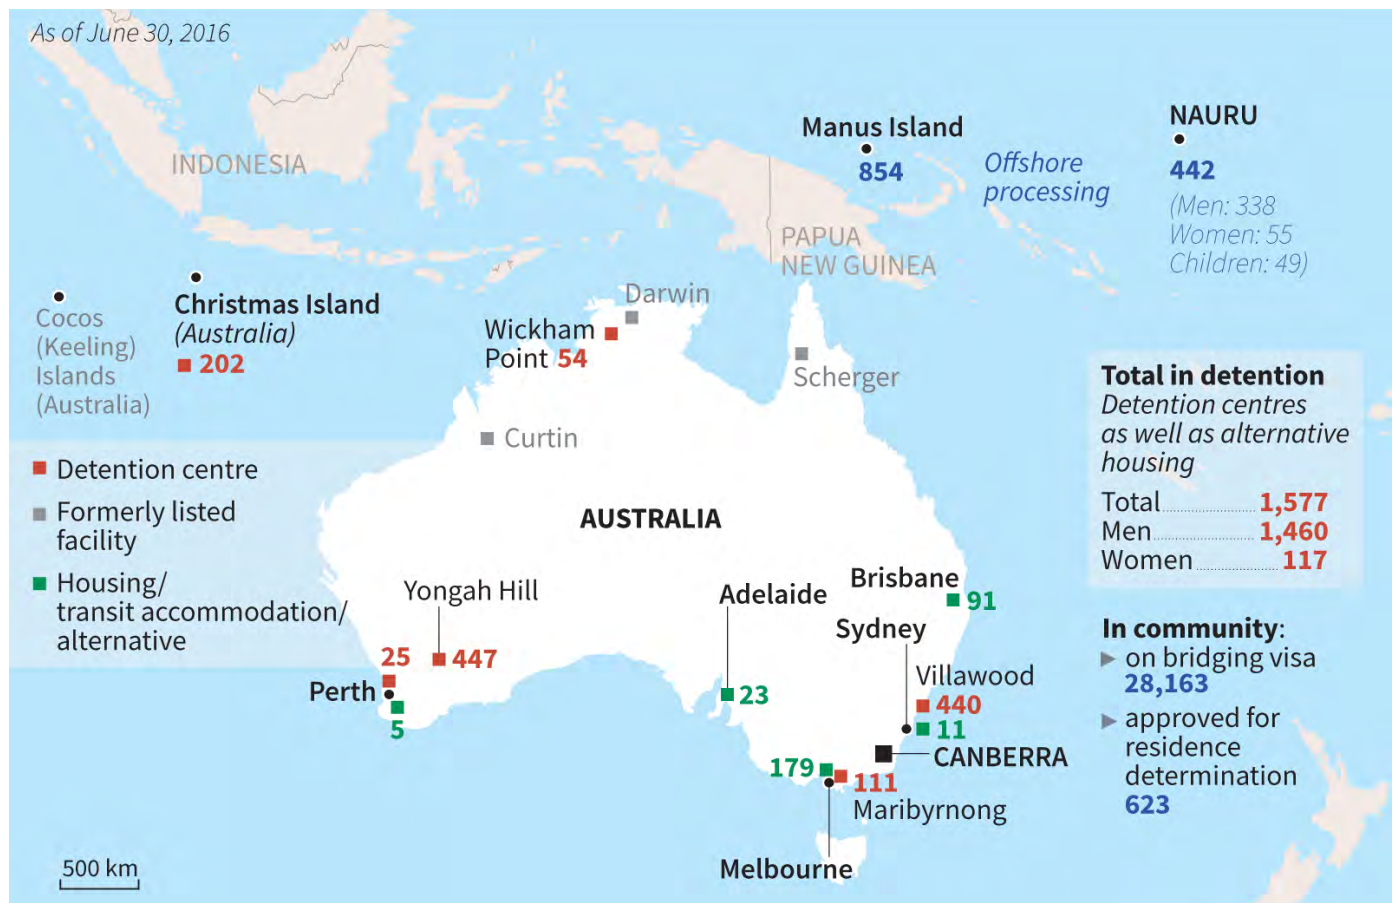 As of June 30, 2016
INDONESIA
Manus Island
854
Offshore
processing
NAURU
442
(Men: 338
Women: 55
Children: 49)
PAPUA
NEW GUINEA
Cocos
(Keeling)
Islands
(Australia)
Christmas Island
(Australia)
202
Darwin
Wickham
Point 54
Scherger
Curtin
Detention centre
Formerly listed
facility
Housing/
transit accommodation/
alternative
AUSTRALIA
Yongah Hill
447
25
Perth
5
Adelaide
23
Brisbane
91
Sydney
Villawood
440
11
CANBERRA
179
111
Maribyrnong
Melbourne
Total in detention
Detention centres
as well as alternative
housing
Total 1,577
Men 1,460
Women 117
In community:
on bridging visa
28,163
approved for
residence
determination
623
500 km